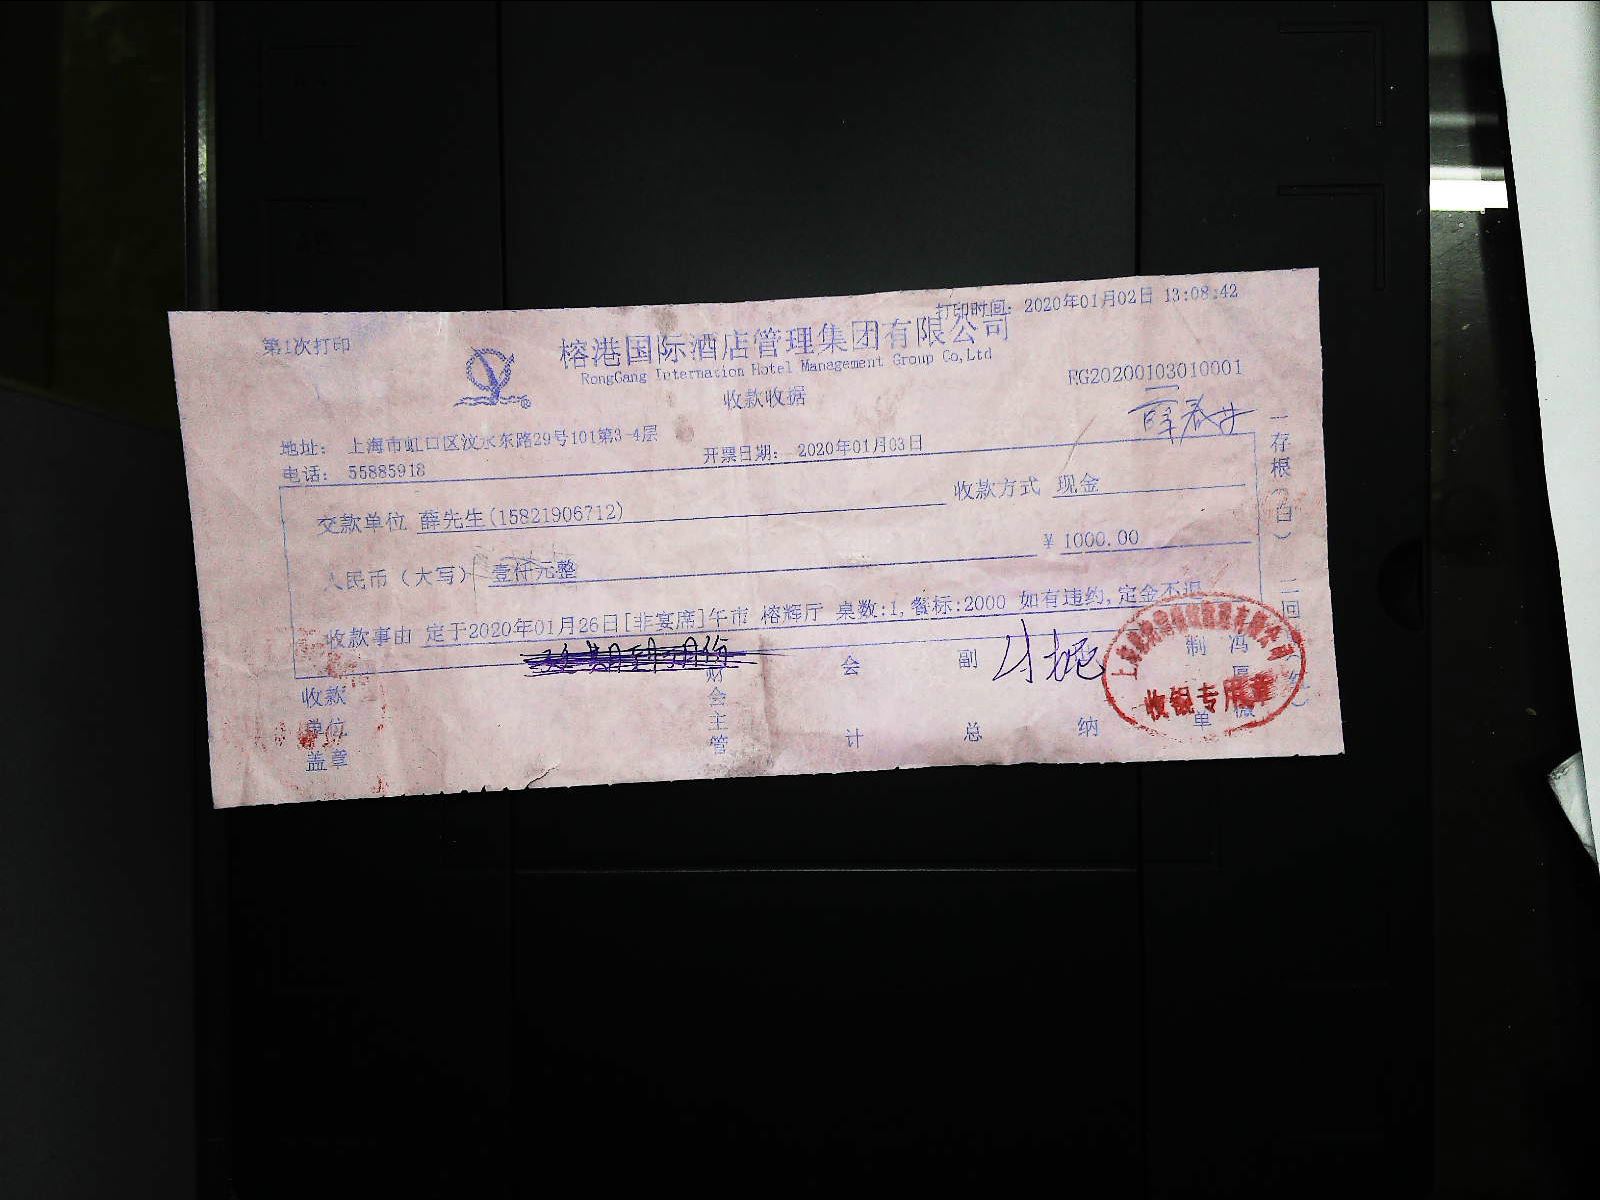 第1次打印
打印时间: 2020年01月02日 13:08:42
榕港国际酒店管理集团有限公司
RongGang International Hotel Management Group Co,Ltd
收款收据
RG20200103010001
地址: 上海市虹口区汶水东路29号101第3-4层
电话: 55885918
开票日期: 2020年01月03日
交款单位 薛先生(15821906712)
收款方式 现金
人民币(大写) 壹仟元整
¥ 1000.00
收款事由 定于2020年01月26日[非宴席]午市 榕辉厅 桌数:1,餐标:2000 如有违约,定金不退
收款单位盖章
财会主管
会计
副总
出纳
制单
收银专用章
一存根(白) 二回